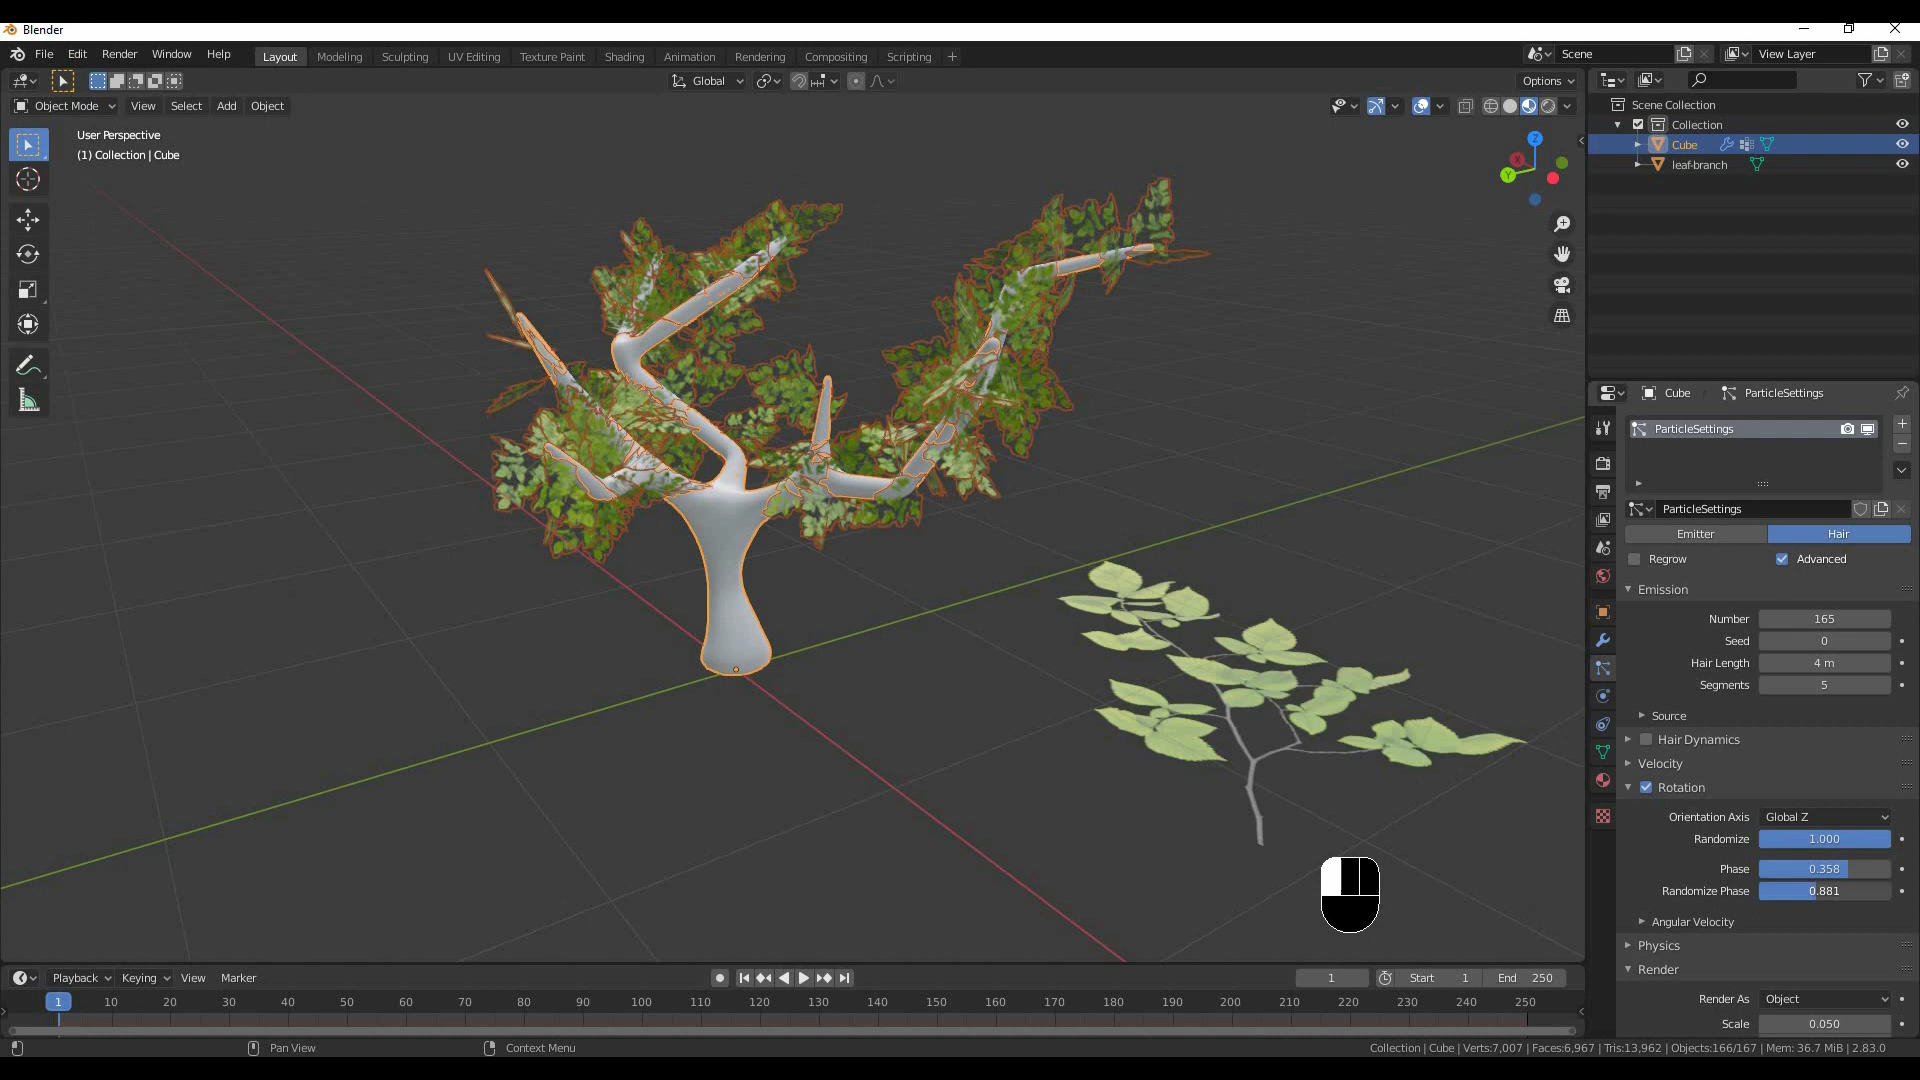 Blender
File Edit Render Window Help
Layout Modeling Sculpting UV Editing Texture Paint Shading Animation Rendering Compositing Scripting +
Scene
View Layer
Global
Options
Object Mode View Select Add Object
User Perspective
(1) Collection | Cube
Z
X
Y
Scene Collection
Collection
Cube
leaf-branch
Cube ParticleSettings
ParticleSettings
ParticleSettings
Emitter Hair
Regrow Advanced
Emission
Number 165
Seed 0
Hair Length 4 m
Segments 5
Source
Hair Dynamics
Velocity
Rotation
Orientation Axis Global Z
Randomize 1.000
Phase 0.358
Randomize Phase 0.881
Angular Velocity
Physics
Render
Render As Object
Scale 0.050
Playback Keying View Marker
1 Start 1 End 250
1 10 20 30 40 50 60 70 80 90 100 110 120 130 140 150 160 170 180 190 200 210 220 230 240 250
Pan View Context Menu
Collection | Cube | Verts:7,007 | Faces:6,967 | Tris:13,962 | Objects:166/167 | Mem: 36.7 MiB | 2.83.0